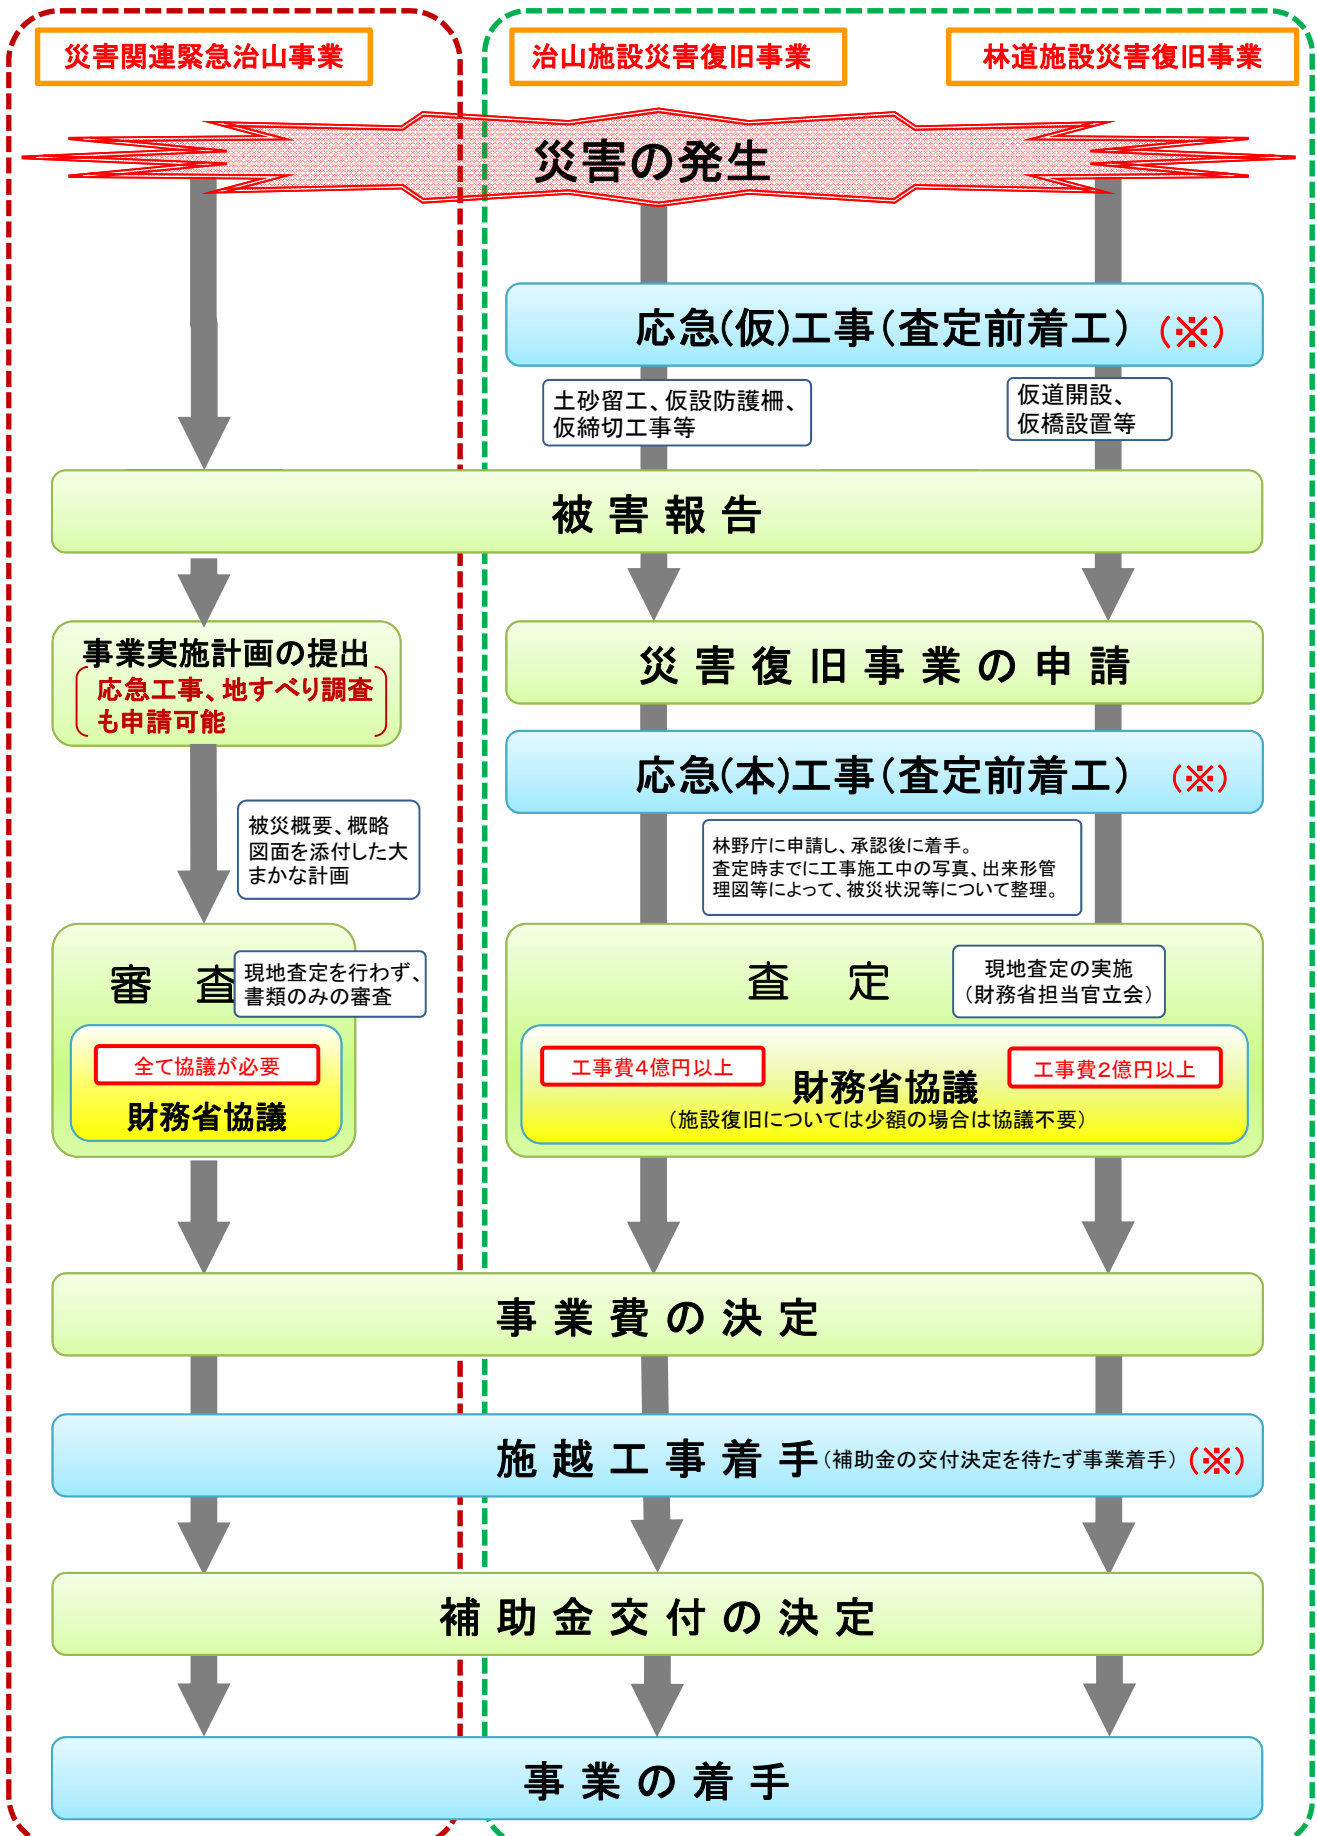 災害関連緊急治山事業
治山施設災害復旧事業
林道施設災害復旧事業
災害の発生
応急(仮)工事(査定前着工) (※)
土砂留工、仮設防護柵、
仮締切工事等
仮道開設、
仮橋設置等
被害報告
事業実施計画の提出
応急工事、地すべり調査
も申請可能
災害復旧事業の申請
応急(本)工事(査定前着工) (※)
被災概要、概略
図面を添付した大
まかな計画
林野庁に申請し、承認後に着手。
査定時までに工事施工中の写真、出来形管
理図等によって、被災状況等について整理。
審 査
現地査定を行わず、
書類のみの審査
全て協議が必要
財務省協議
査 定
現地査定の実施
(財務省担当官立会)
工事費4億円以上
財務省協議
工事費2億円以上
(施設復旧については少額の場合は協議不要)
事業費の決定
施越工事着手(補助金の交付決定を待たず事業着手) (※)
補助金交付の決定
事業の着手